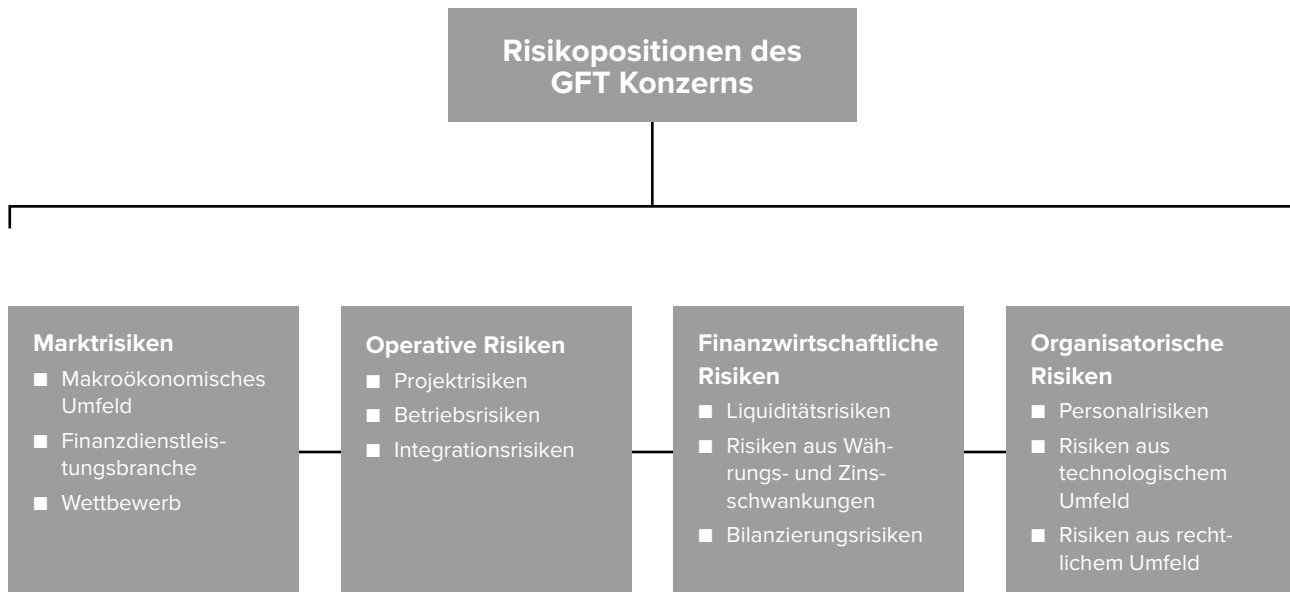 Risikopositionen des
GFT Konzerns
Marktrisiken
■ Makroökonomisches
Umfeld
■ Finanzdienstleis-
tungsbranche
■ Wettbewerb
Operative Risiken
■ Projektrisiken
■ Betriebsrisiken
■ Integrationsrisiken
Finanzwirtschaftliche
Risiken
■ Liquiditätsrisiken
■ Risiken aus Wäh-
rungs- und Zins-
schwankungen
■ Bilanzierungsrisiken
Organisatorische
Risiken
■ Personalrisiken
■ Risiken aus
technologischem
Umfeld
■ Risiken aus recht-
lichem Umfeld